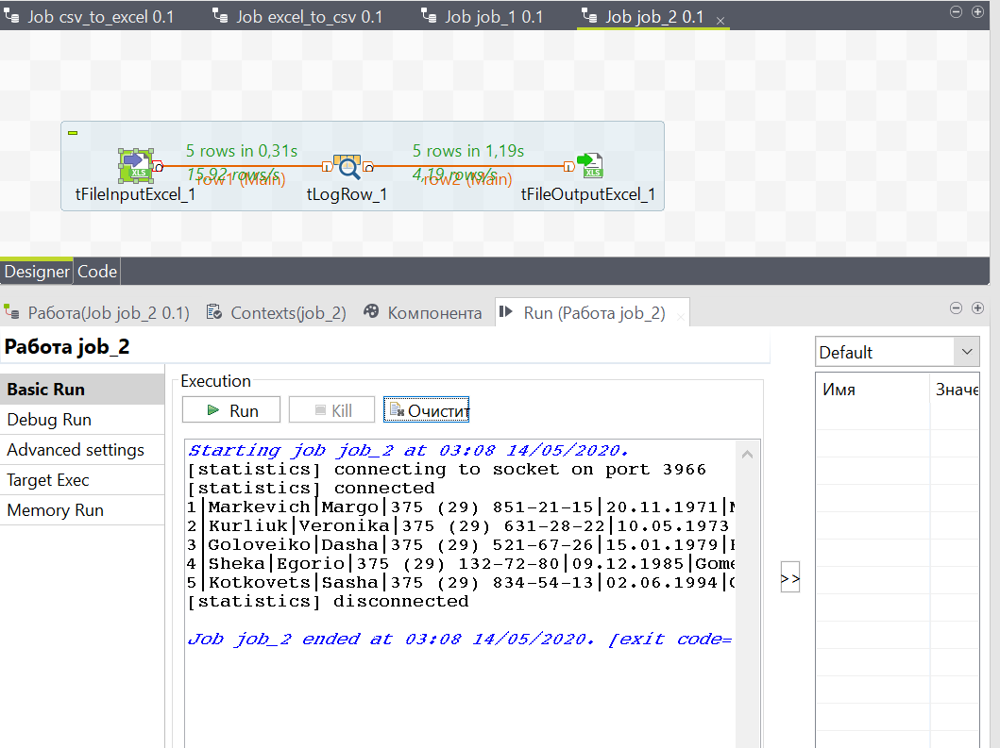 Job csv_to_excel 0.1 Job excel_to_csv 0.1 Job job_1 0.1 Job job_2 0.1
5 rows in 0,31s 5 rows in 1,19s
15,92 rows/s 4,19 rows/s
row1 (Main) row2 (Main)
tFileInputExcel_1 tLogRow_1 tFileOutputExcel_1
Designer Code
Работа(Job job_2 0.1) Contexts(job_2) Компонента Run (Работа job_2)
Работа job_2
Default
Basic Run
Debug Run
Advanced settings
Target Exec
Memory Run
Execution
Run Kill Очистит
Starting job job_2 at 03:08 14/05/2020.
[statistics] connecting to socket on port 3966
[statistics] connected
1|Markevich|Margo|375 (29) 851-21-15|20.11.1971|
2|Kurliuk|Veronika|375 (29) 631-28-22|10.05.1973
3|Goloveiko|Dasha|375 (29) 521-67-26|15.01.1979|
4|Sheka|Egorio|375 (29) 132-72-80|09.12.1985|Gome
5|Kotkovets|Sasha|375 (29) 834-54-13|02.06.1994|
[statistics] disconnected
Job job_2 ended at 03:08 14/05/2020. [exit code=
>>
Имя Значе